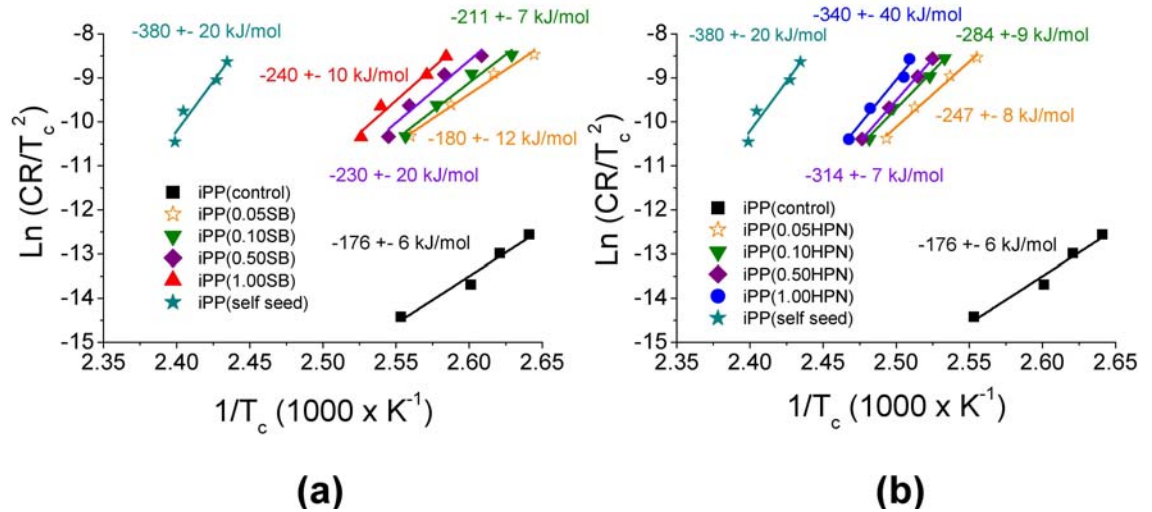 -380 +- 20 kJ/mol
-211 +- 7 kJ/mol
-240 +- 10 kJ/mol
-180 +- 12 kJ/mol
-230 +- 20 kJ/mol
-176 +- 6 kJ/mol
iPP(control)
iPP(0.05SB)
iPP(0.10SB)
iPP(0.50SB)
iPP(1.00SB)
iPP(self seed)
Ln (CR/T_c^2)
-8
-9
-10
-11
-12
-13
-14
-15
2.35 2.40 2.45 2.50 2.55 2.60 2.65
1/T_c (1000 x K^-1)
(a)
-340 +- 40 kJ/mol
-380 +- 20 kJ/mol
-284 +-9 kJ/mol
-247 +- 8 kJ/mol
-314 +- 7 kJ/mol
-176 +- 6 kJ/mol
iPP(control)
iPP(0.05HPN)
iPP(0.10HPN)
iPP(0.50HPN)
iPP(1.00HPN)
iPP(self seed)
Ln (CR/T_c^2)
-8
-9
-10
-11
-12
-13
-14
-15
2.35 2.40 2.45 2.50 2.55 2.60 2.65
1/T_c (1000 x K^-1)
(b)